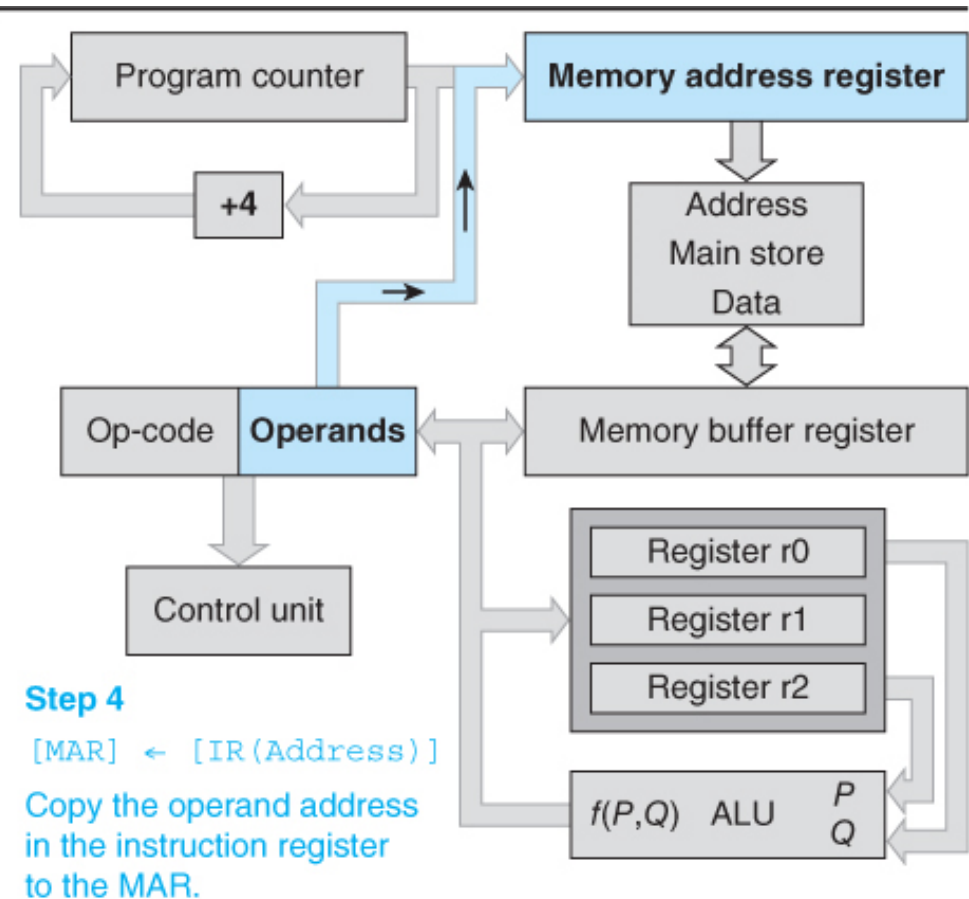 Program counter
Memory address register
+4
Address
Main store
Data
Op-code
Operands
Memory buffer register
Register r0
Control unit
Register r1
Register r2
Step 4
[MAR] ← [IR(Address)]
Copy the operand address
in the instruction register
to the MAR.
f(P,Q) ALU
P
Q